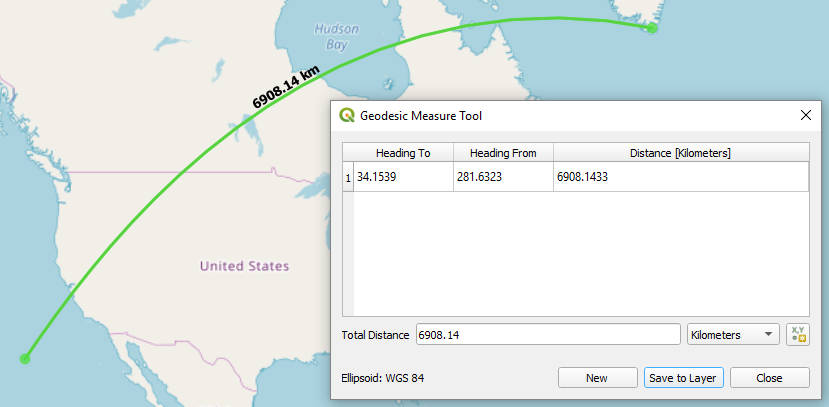 Hudson
Bay
6908.14 km
United States
Geodesic Measure Tool
Heading To Heading From Distance [Kilometers]
1 34.1539 281.6323 6908.1433
Total Distance 6908.14 Kilometers X,Y
Ellipsoid: WGS 84 New Save to Layer Close